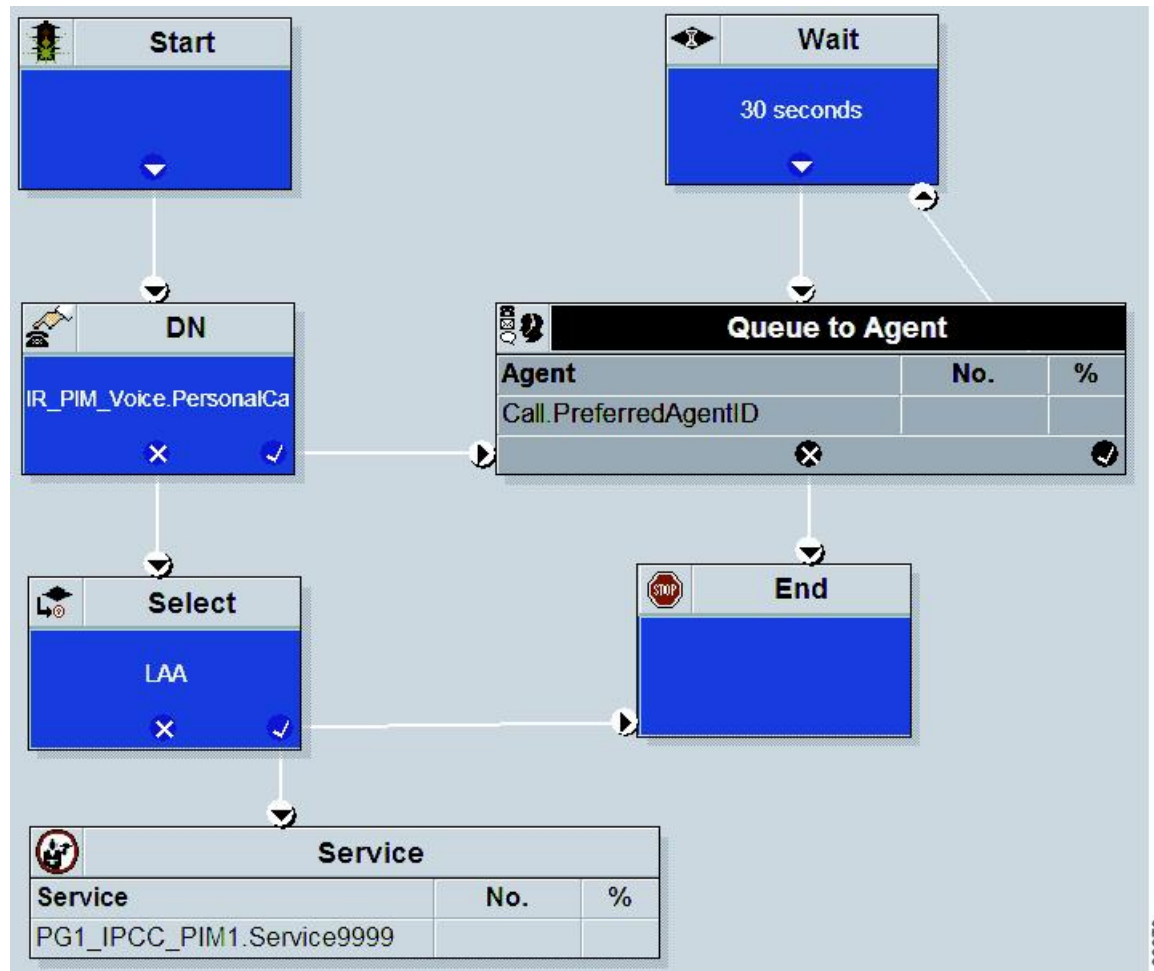 Start
Wait
30 seconds
DN
IR_PIM_Voice.PersonalCa
Queue to Agent
Agent No. %
Call.PreferredAgentID
Select
LAA
End
STOP
Service
Service No. %
PG1_IPCC_PIM1.Service9999